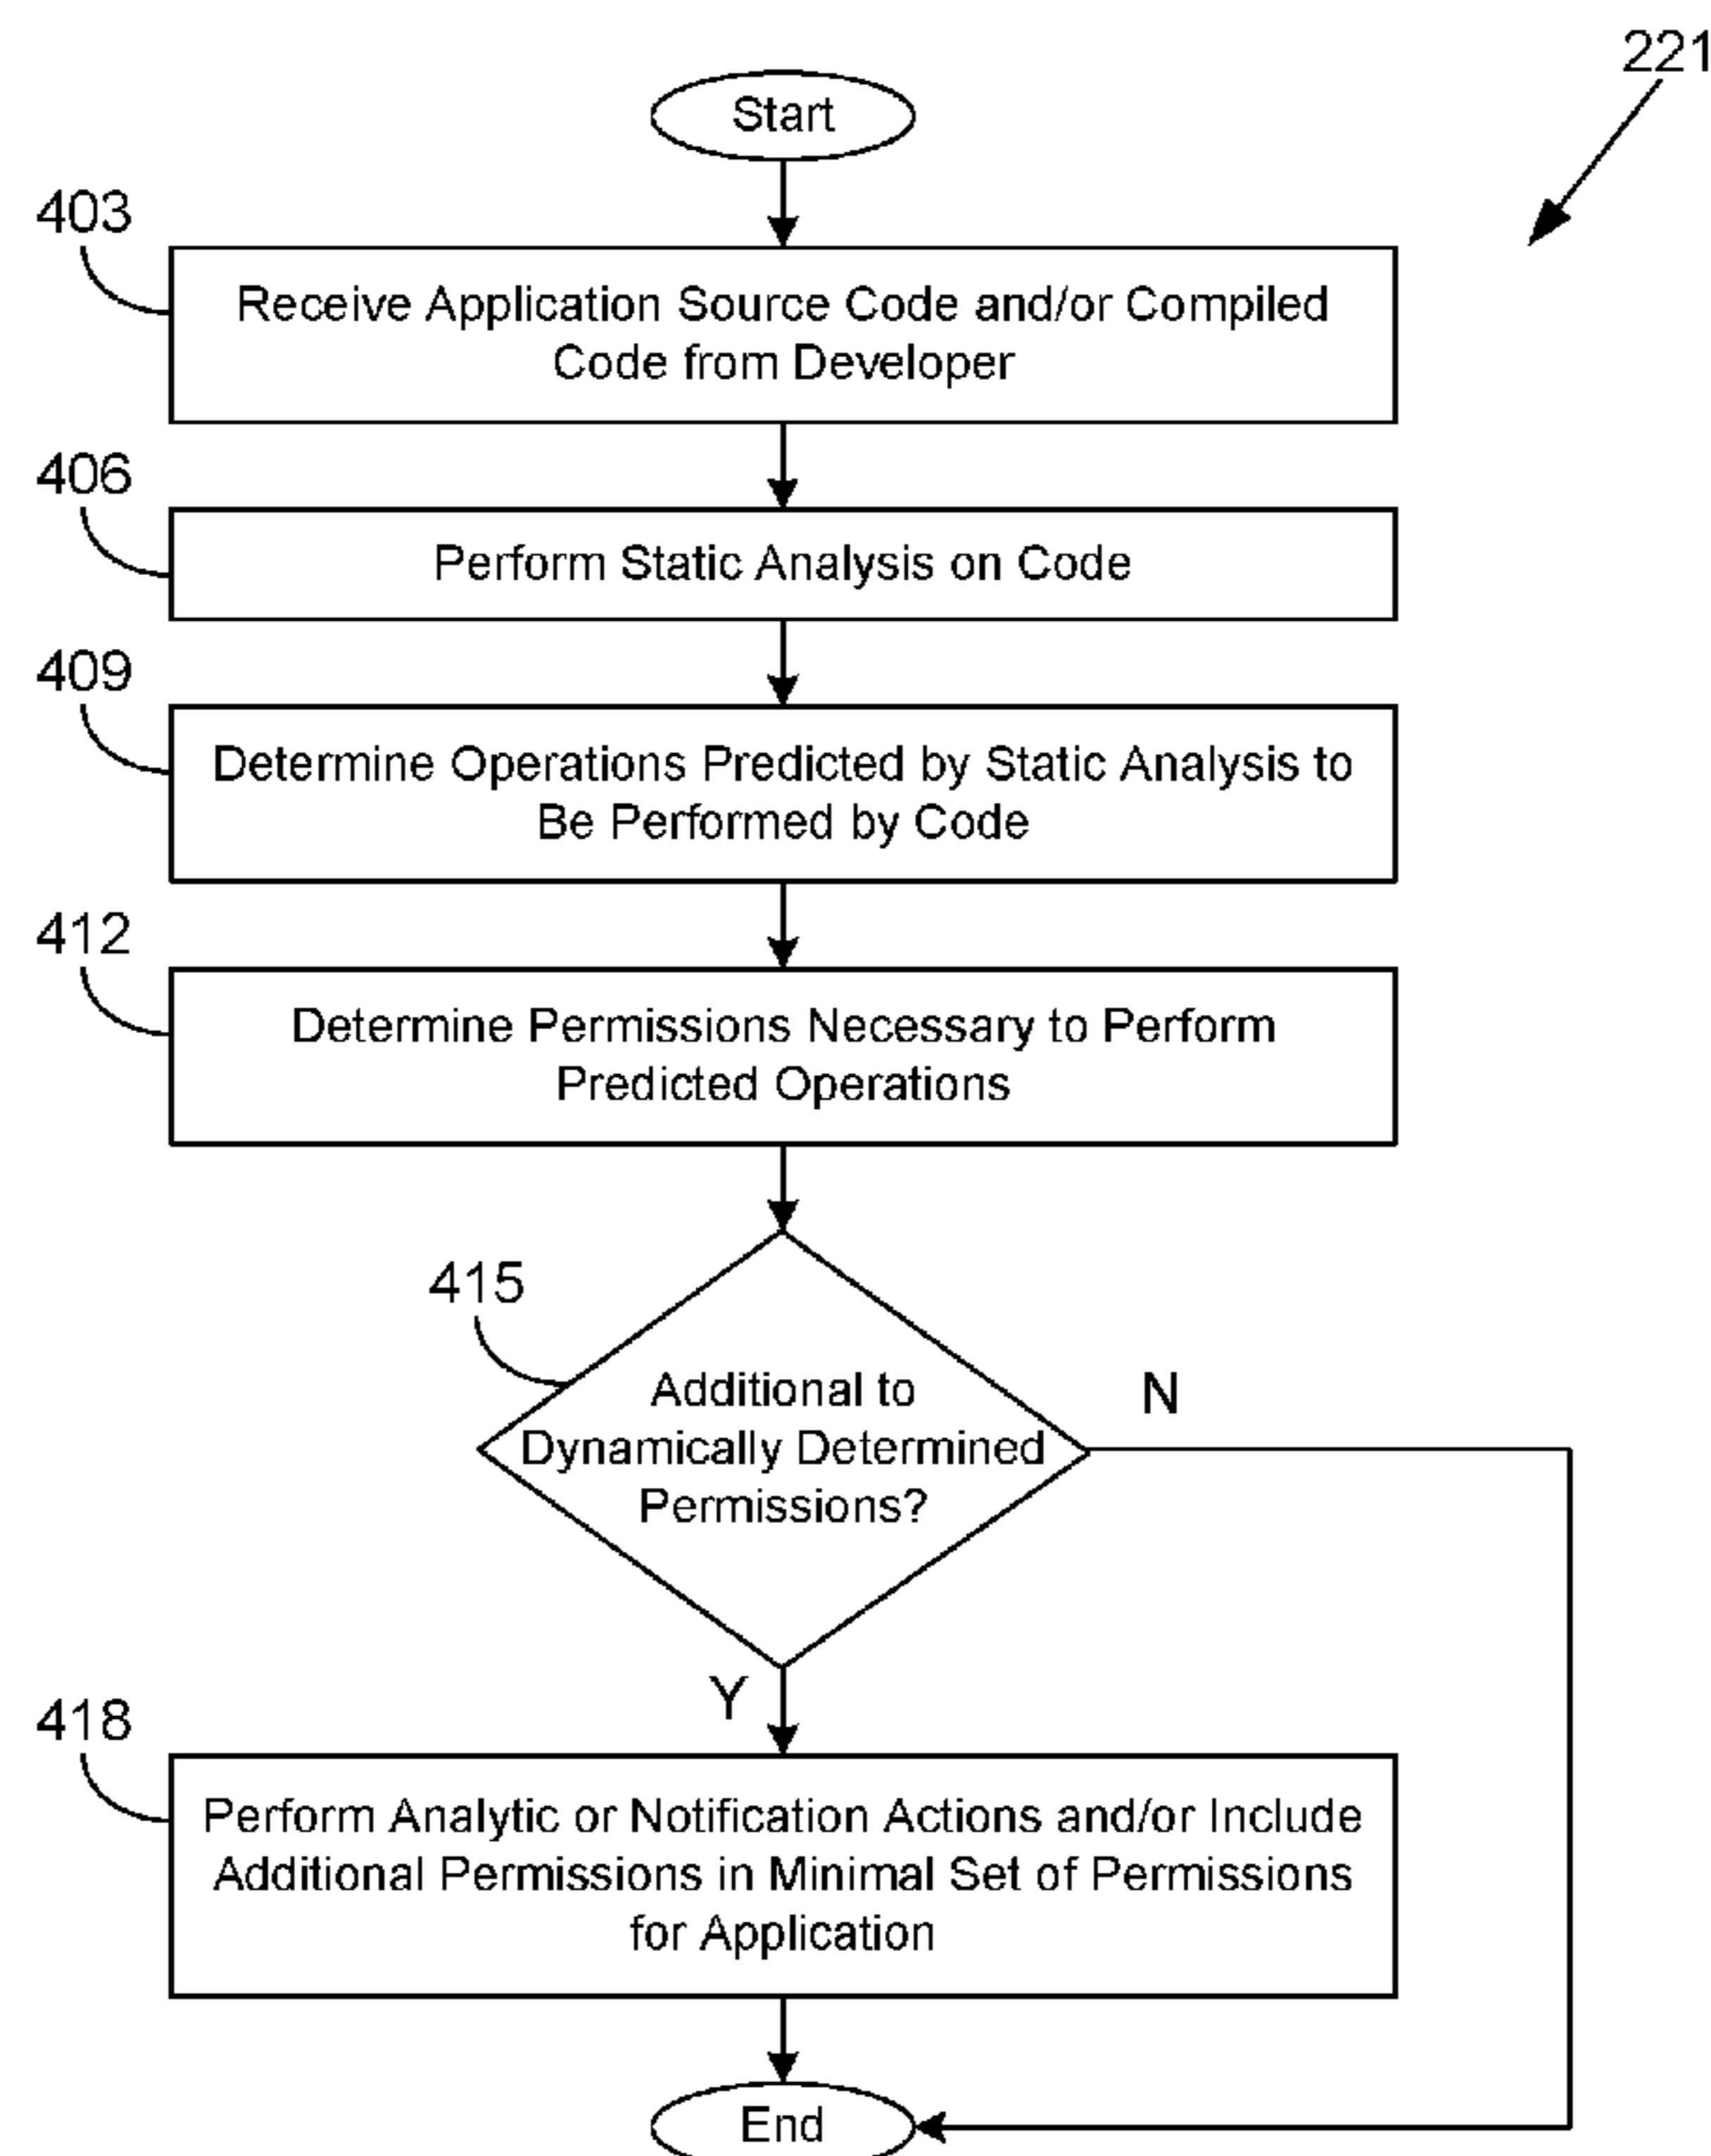 221
Start
403
Receive Application Source Code and/or Compiled
Code from Developer
406
Perform Static Analysis on Code
409
Determine Operations Predicted by Static Analysis to
Be Performed by Code
412
Determine Permissions Necessary to Perform
Predicted Operations
415
Additional to
Dynamically Determined
Permissions?
N
Y
418
Perform Analytic or Notification Actions and/or Include
Additional Permissions in Minimal Set of Permissions
for Application
End